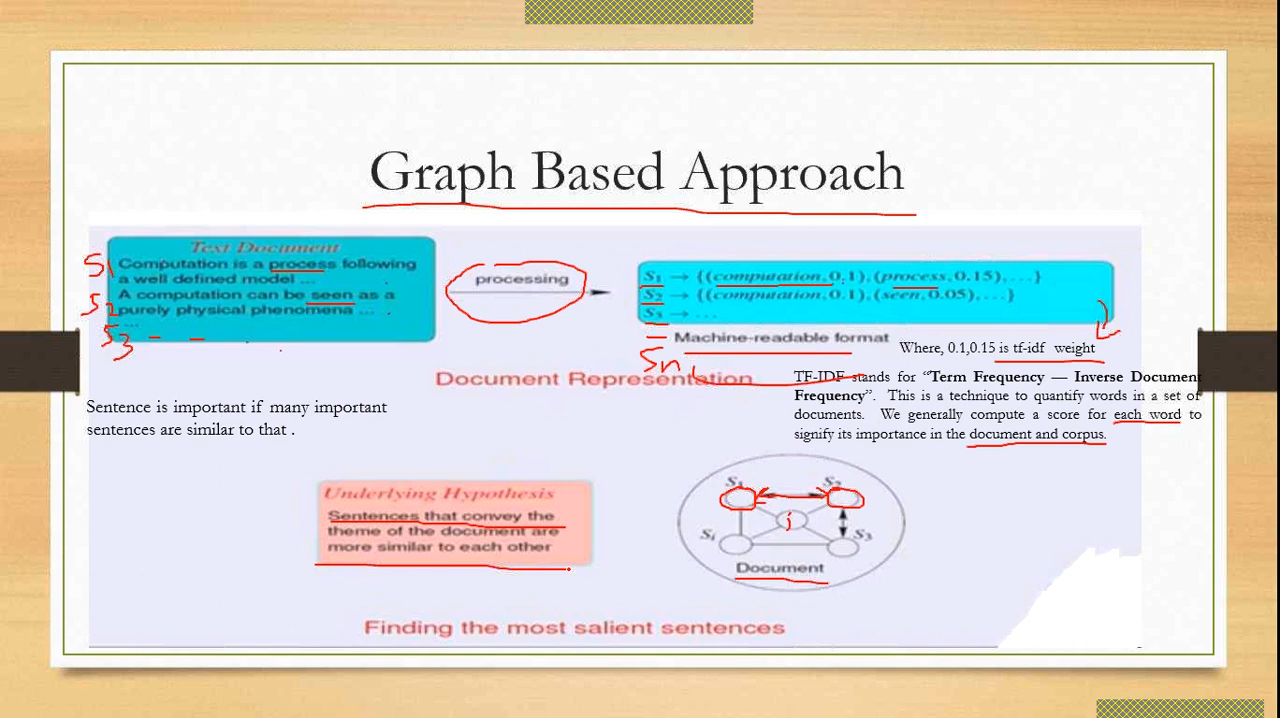 Graph Based Approach
Text Document
S1 Computation is a process following
a well defined model ...
S2 A computation can be seen as a
purely physical phenomena ... .
...
S3
processing
S₁ → {(computation,0,1),(process,0.15),...}
S₂ → {(computation,0.1),(seen,0.05),...}
S₃ → ...
Sn
Machine-readable format
Where, 0.1,0.15 is tf-idf weight
Document Representation
TF-IDF stands for “Term Frequency — Inverse Document
Frequency”. This is a technique to quantify words in a set of
documents. We generally compute a score for each word to
signify its importance in the document and corpus.
Sentence is important if many important
sentences are similar to that .
Underlying Hypothesis
Sentences that convey the
theme of the document are
more similar to each other
S₁
S₂
j
Sᵢ
S₃
Document
Finding the most salient sentences